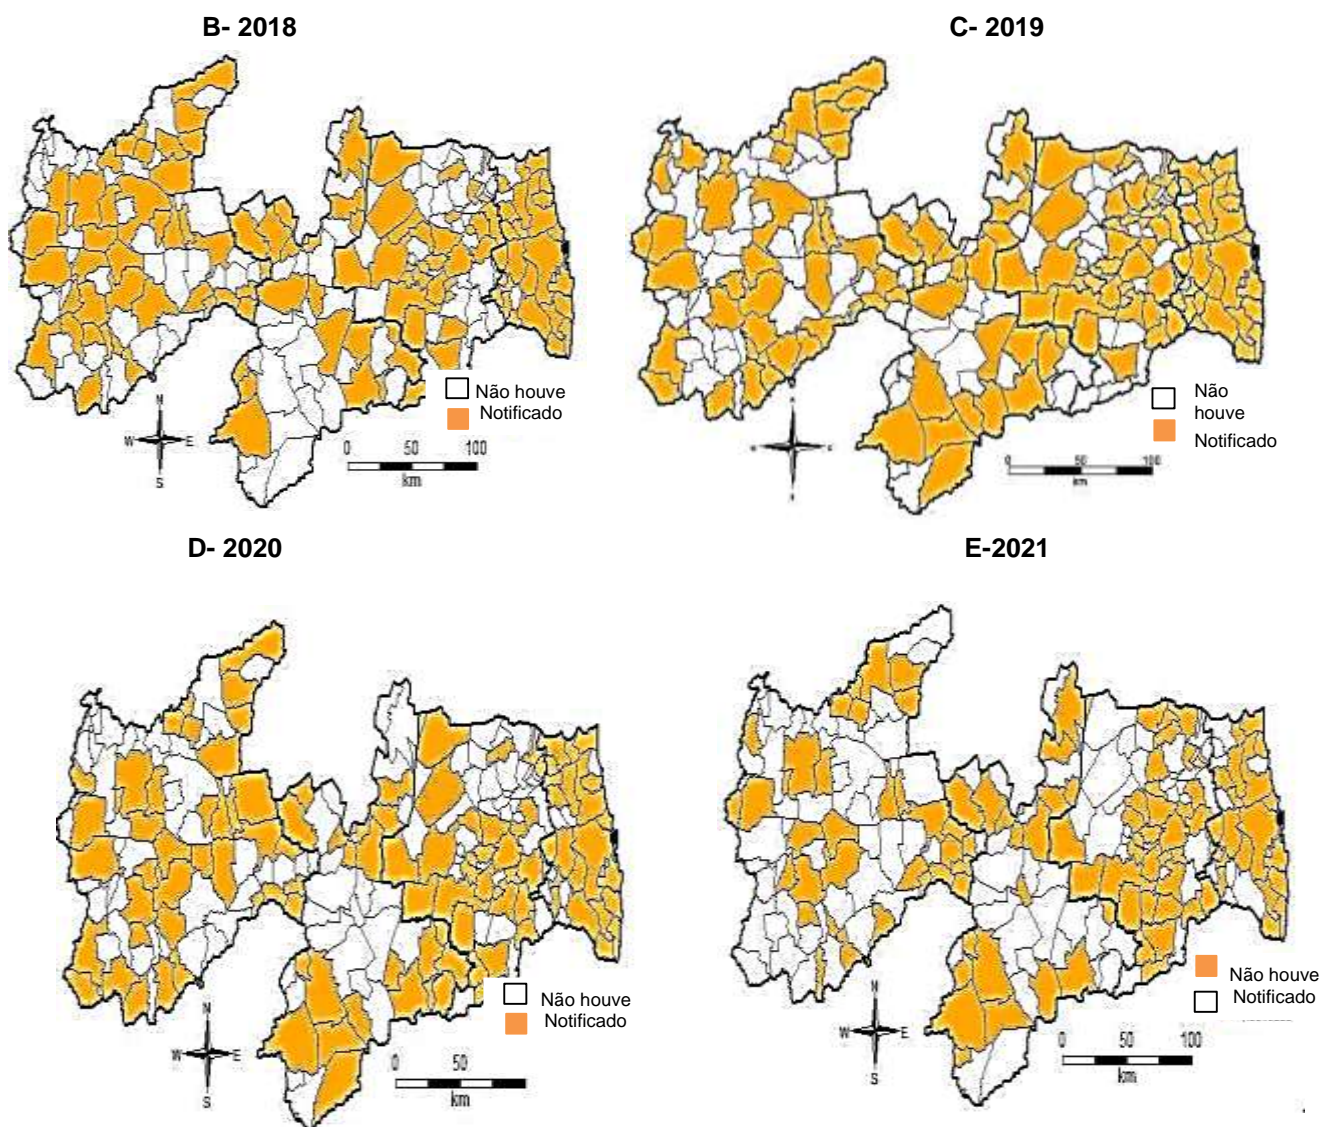 B- 2018
C- 2019
Não houve
Notificado
N
W E
S
0 50 100
km
Não
houve
Notificado
0 50 100
km
D- 2020
E-2021
Não houve
Notificado
N
W E
S
0 50
km
Não houve
Notificado
N
W E
S
0 50 100
km